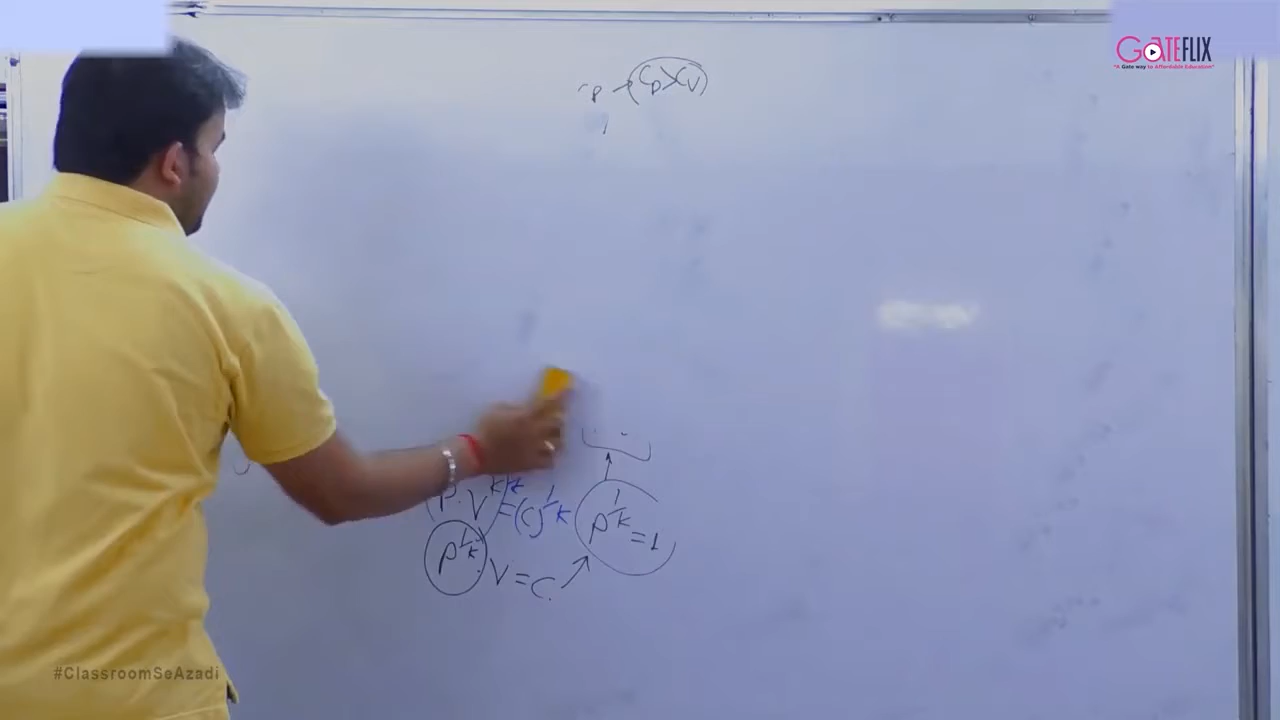 GATEFLIX
"A Gate way to Affordable Education"
(Cp>Cv)
P.V^K = (C)^1/K
P^1/K V = C
P^1/K = 1
#ClassroomSeAzadi